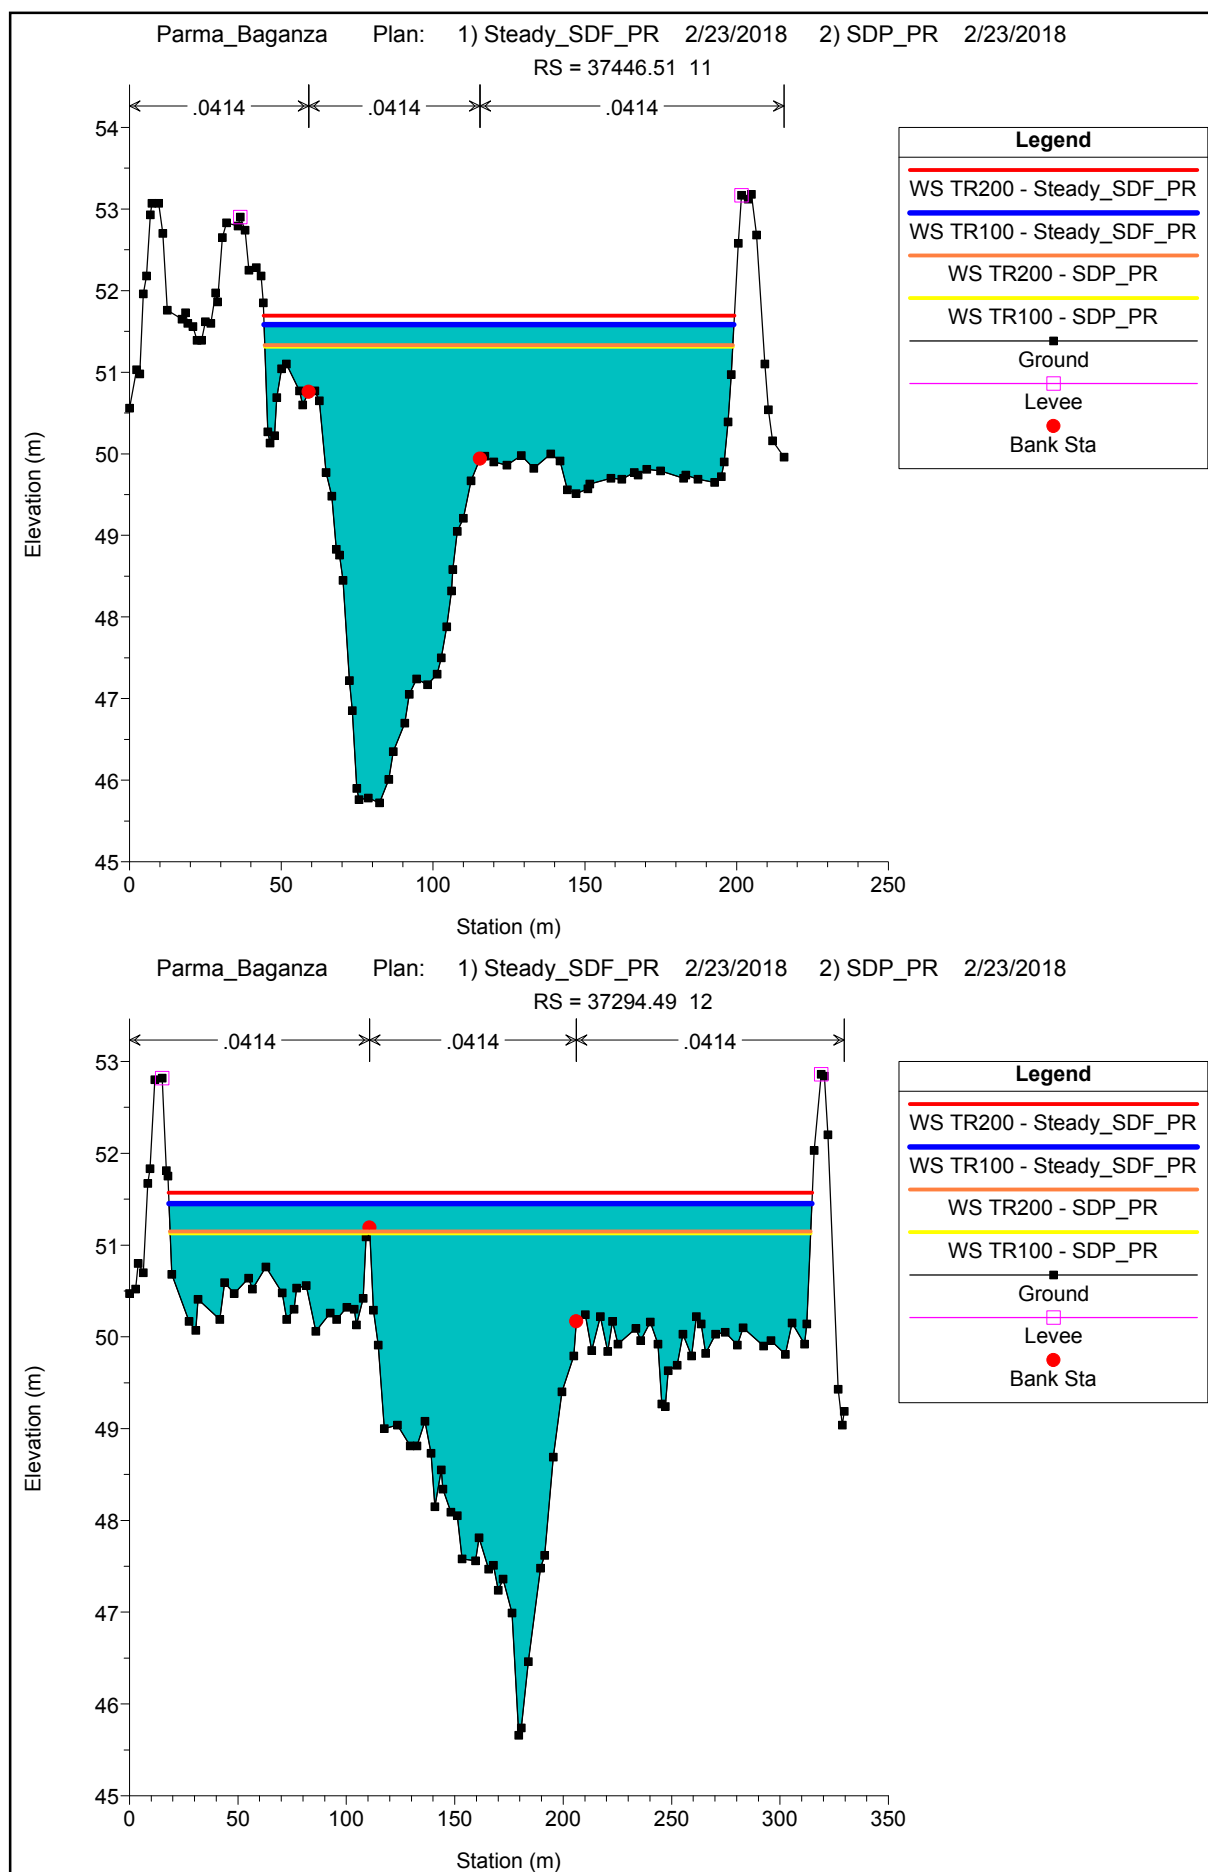 Parma_Baganza Plan: 1) Steady_SDF_PR 2/23/2018 2) SDP_PR 2/23/2018
RS = 37446.51 11
.0414 .0414 .0414
54
53
52
51
50
49
48
47
46
45
Elevation (m)
0 50 100 150 200 250
Station (m)
Legend
WS TR200 - Steady_SDF_PR
WS TR100 - Steady_SDF_PR
WS TR200 - SDP_PR
WS TR100 - SDP_PR
Ground
Levee
Bank Sta
Parma_Baganza Plan: 1) Steady_SDF_PR 2/23/2018 2) SDP_PR 2/23/2018
RS = 37294.49 12
.0414 .0414 .0414
53
52
51
50
49
48
47
46
45
Elevation (m)
0 50 100 150 200 250 300 350
Station (m)
Legend
WS TR200 - Steady_SDF_PR
WS TR100 - Steady_SDF_PR
WS TR200 - SDP_PR
WS TR100 - SDP_PR
Ground
Levee
Bank Sta